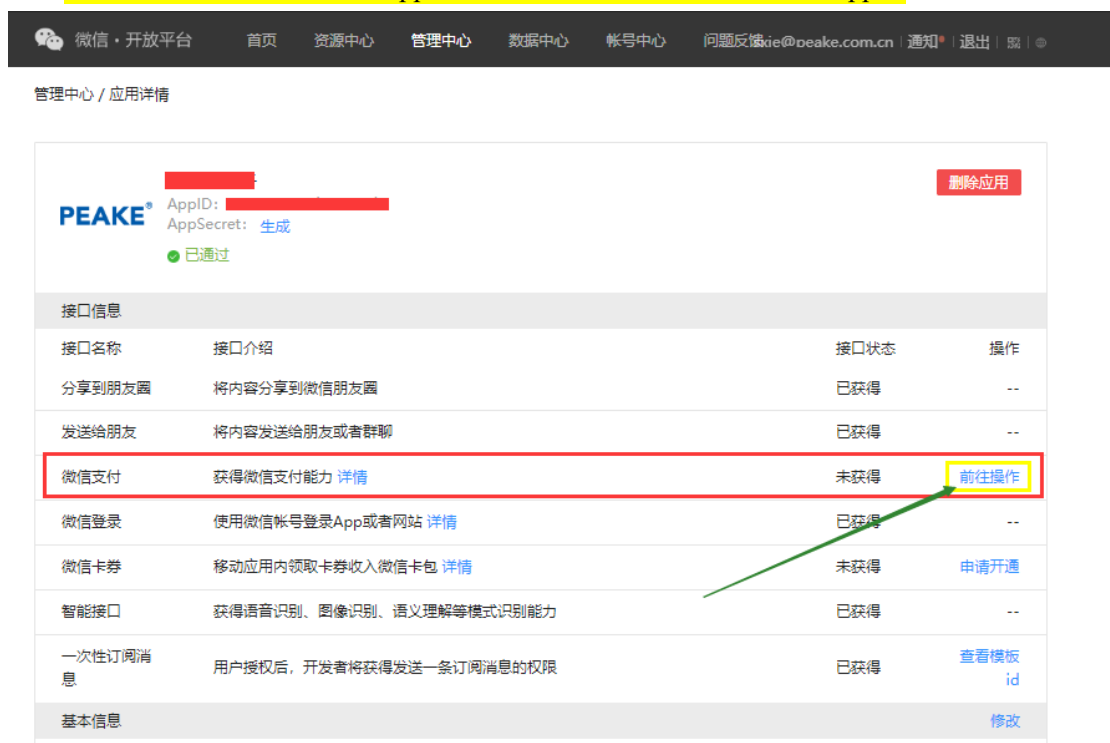 微信·开放平台 首页 资源中心 管理中心 数据中心 帐号中心 问题反馈 @peake.com.cn 通知 退出
管理中心 / 应用详情
删除应用
PEAKE® AppID:
AppSecret: 生成
已通过
接口信息
接口名称 接口介绍 接口状态 操作
分享到朋友圈 将内容分享到微信朋友圈 已获得 --
发送给朋友 将内容发送给朋友或者群聊 已获得 --
微信支付 获得微信支付能力 详情 未获得 前往操作
微信登录 使用微信帐号登录App或者网站 详情 已获得 --
微信卡券 移动应用内领取卡券收入微信卡包 详情 未获得 申请开通
智能接口 获得语音识别、图像识别、语义理解等模式识别能力 已获得 --
一次性订阅消
息
用户授权后，开发者将获得发送一条订阅消息的权限 已获得 查看模板
id
基本信息 修改